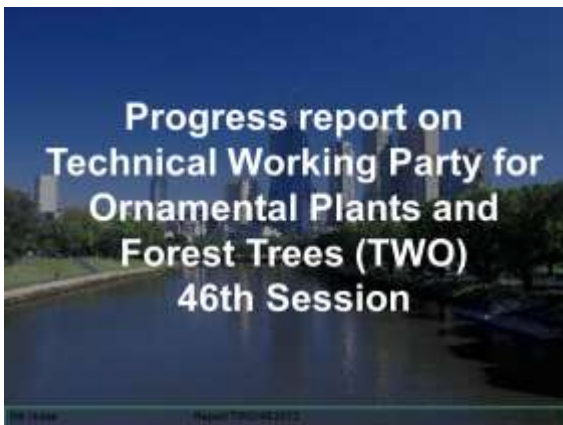 Progress report on
Technical Working Party for
Ornamental Plants and
Forest Trees (TWO)
46th Session